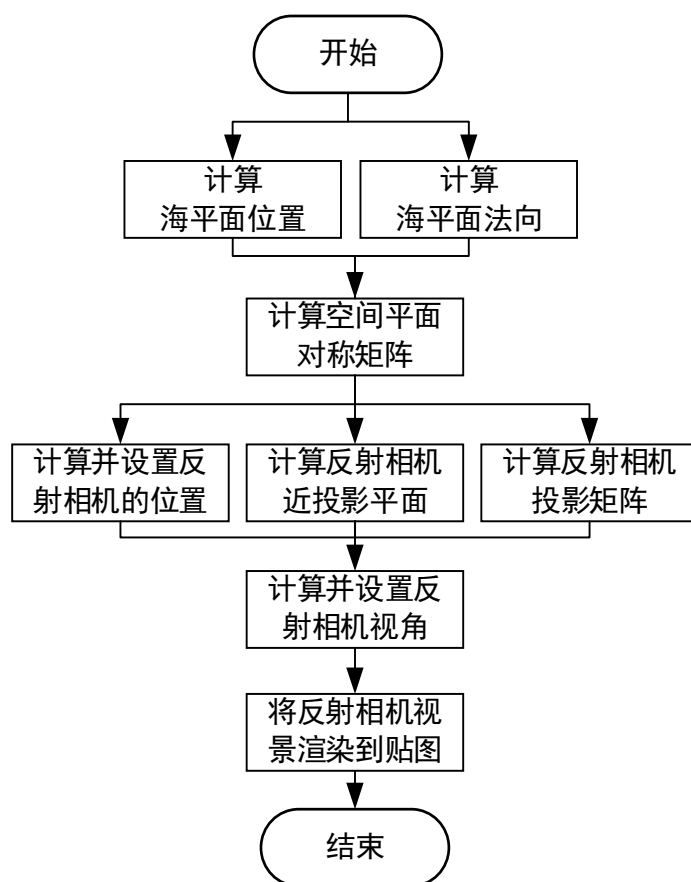 开始
计算
海平面位置
计算
海平面法向
计算空间平面
对称矩阵
计算并设置反
射相机的位置
计算反射相机
近投影平面
计算反射相机
投影矩阵
计算并设置反
射相机视角
将反射相机视
景渲染到贴图
结束